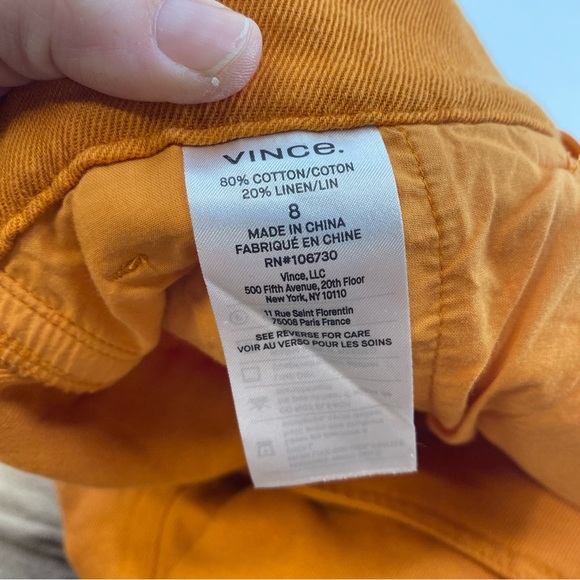 VINCe.
80% COTTON/COTON
20% LINEN/LIN
8
MADE IN CHINA
FABRIQUÉ EN CHINE
RN#106730
Vince, LLC
500 Fifth Avenue, 20th Floor
New York, NY 10110
11 Rue Saint Florentin
75008 Paris France
SEE REVERSE FOR CARE
VOIR AU VERSO POUR LES SOINS